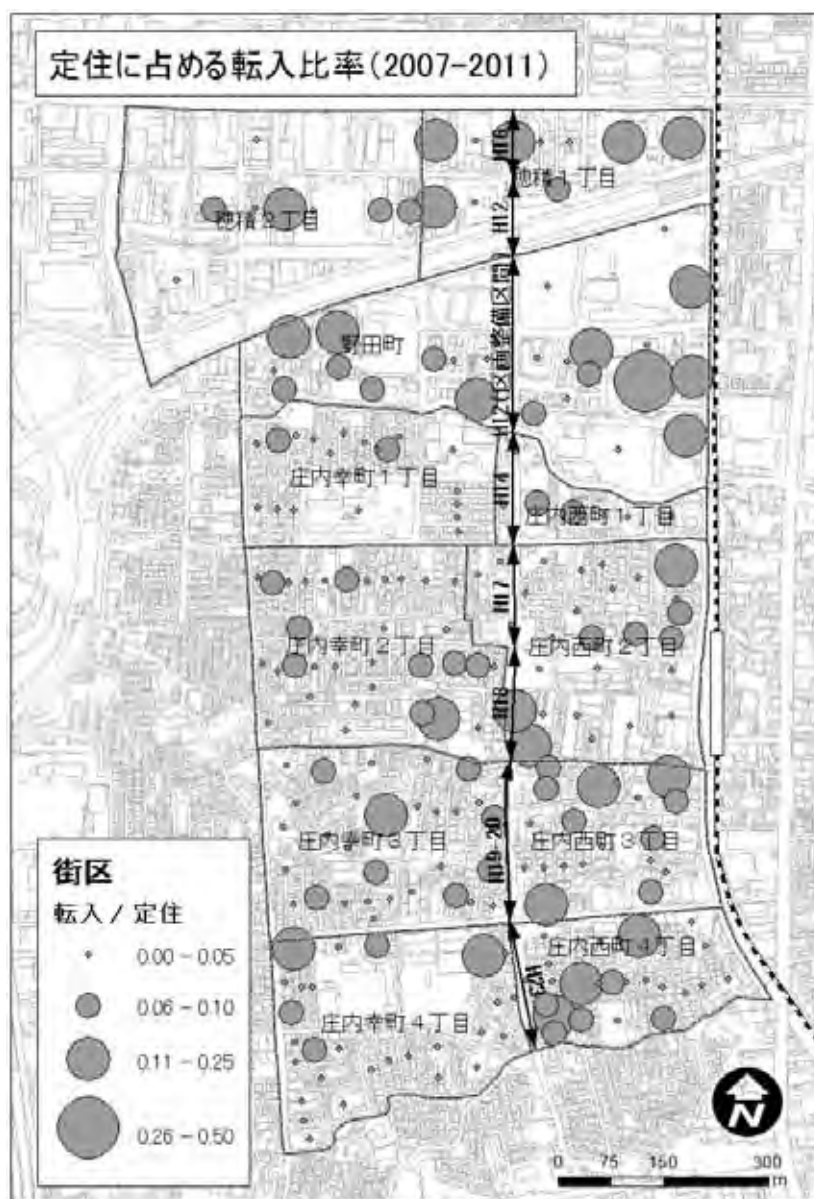 定住に占める転入比率(2007-2011)
H16
穂積1丁目
穂積2丁目
H12
H12(区画整備区間)
野田町
庄内幸町1丁目
H14
庄内西町1丁目
H17
庄内幸町2丁目
庄内西町2丁目
H18
庄内幸町3丁目
H19-20
庄内西町3丁目
庄内西町4丁目
H23
庄内幸町4丁目
街区
転入 / 定住
0.00 - 0.05
0.06 - 0.10
0.11 - 0.25
0.26 - 0.50
N
0 75 150 300
m